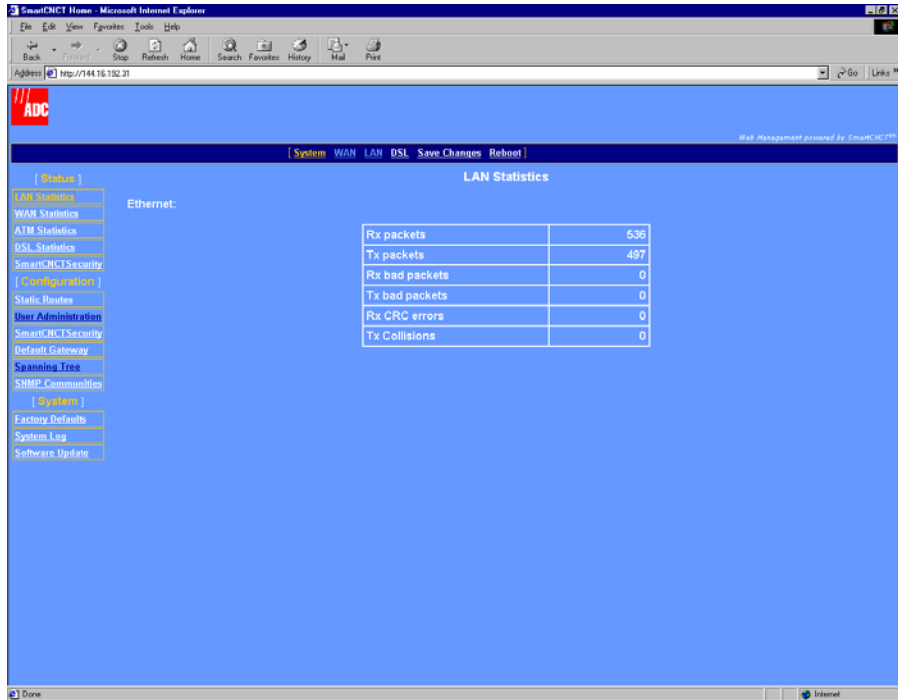 SmartCNCT Home - Microsoft Internet Explorer
File Edit View Favorites Tools Help
Back Forward Stop Refresh Home Search Favorites History Mail Print
Address http://144.16.192.31 Go Links »
ADC
Web Management powered by SmartCNCT™
[ System WAN LAN DSL Save Changes Reboot ]
[ Status ]
LAN Statistics
WAN Statistics
ATM Statistics
DSL Statistics
SmartCNCTSecurity
[ Configuration ]
Static Routes
User Administration
SmartCNCTSecurity
Default Gateway
Spanning Tree
SNMP Communities
[ System ]
Factory Defaults
System Log
Software Update
LAN Statistics
Ethernet:
Rx packets 536
Tx packets 497
Rx bad packets 0
Tx bad packets 0
Rx CRC errors 0
Tx Collisions 0
Done Internet